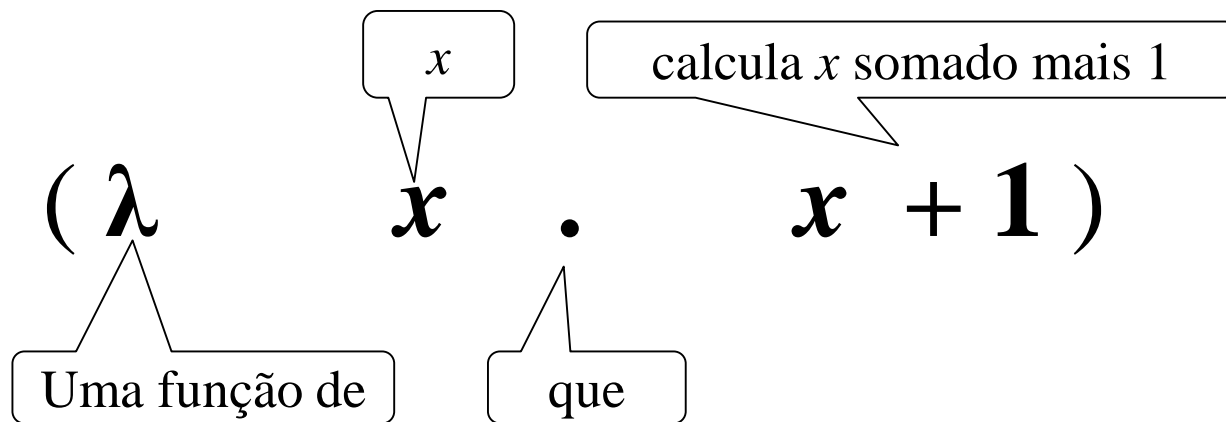 x
calcula x somado mais 1
( λ x . x + 1 )
Uma função de
que